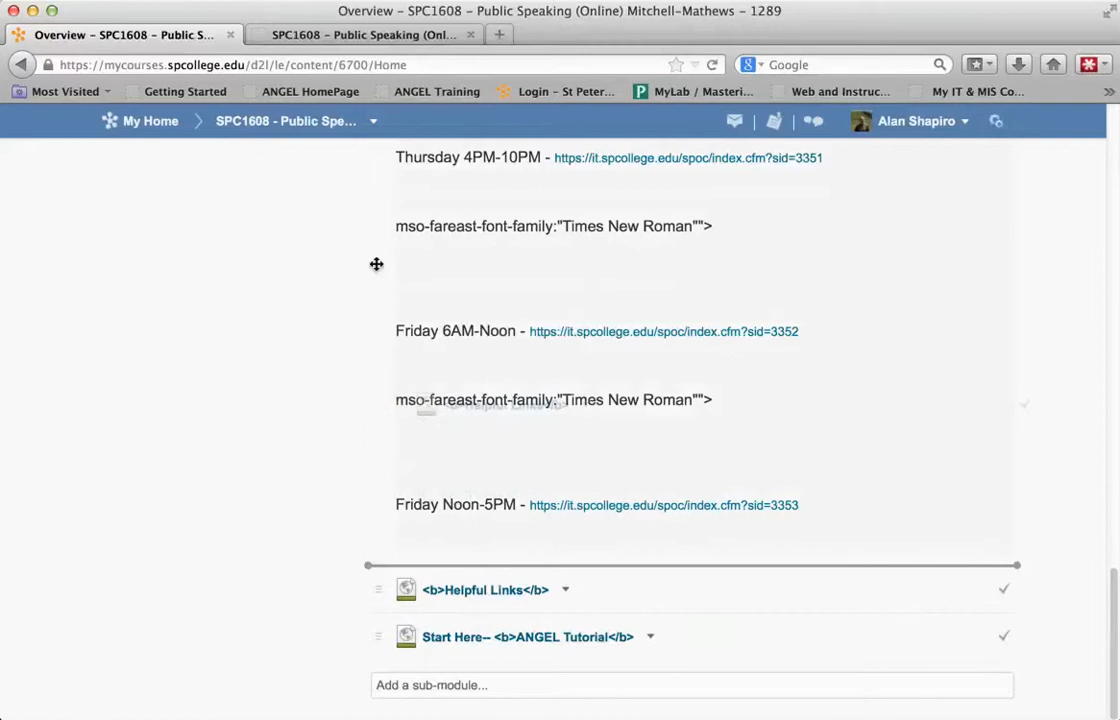 Overview – SPC1608 – Public Speaking (Online) Mitchell-Mathews - 1289
Overview – SPC1608 – Public S... SPC1608 – Public Speaking (Onl...
https://mycourses.spcollege.edu/d2l/le/content/6700/Home Google
Most Visited Getting Started ANGEL HomePage ANGEL Training Login – St Peter... MyLab / Masteri... Web and Instruc... My IT & MIS Co...
My Home SPC1608 - Public Spe... Alan Shapiro
Thursday 4PM-10PM - https://it.spcollege.edu/spoc/index.cfm?sid=3351
mso-fareast-font-family:"Times New Roman"">
Friday 6AM-Noon - https://it.spcollege.edu/spoc/index.cfm?sid=3352
mso-fareast-font-family:"Times New Roman"">
<b>Helpful Links</b>
Friday Noon-5PM - https://it.spcollege.edu/spoc/index.cfm?sid=3353
<b>Helpful Links</b>
Start Here-- <b>ANGEL Tutorial</b>
Add a sub-module...